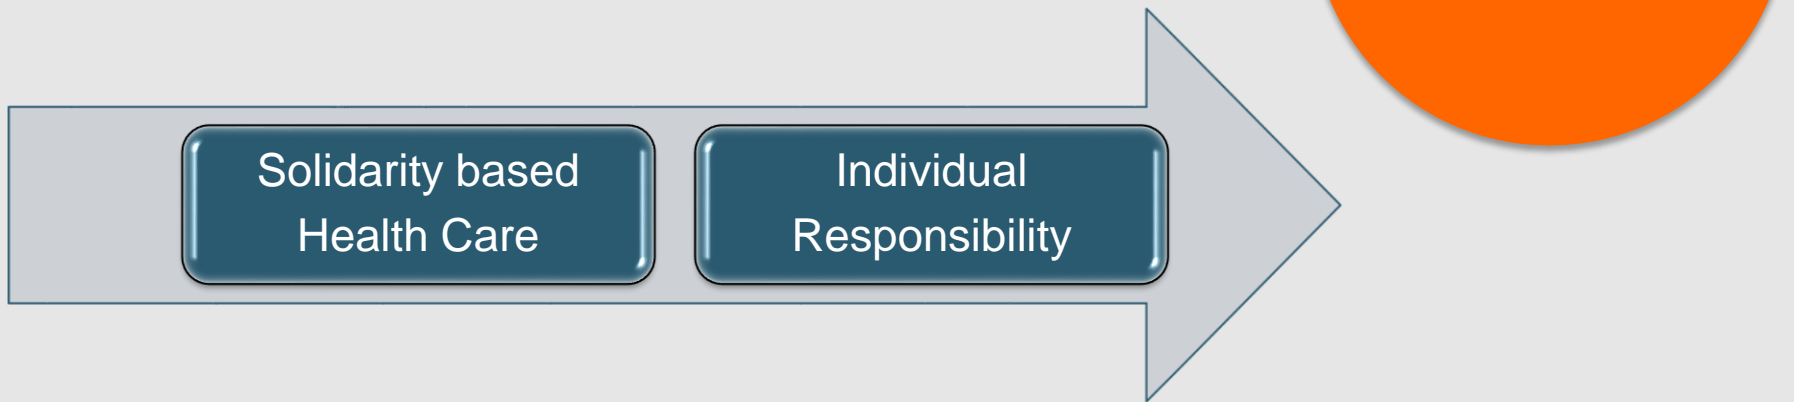 Solidarity based
Health Care
Individual
Responsibility